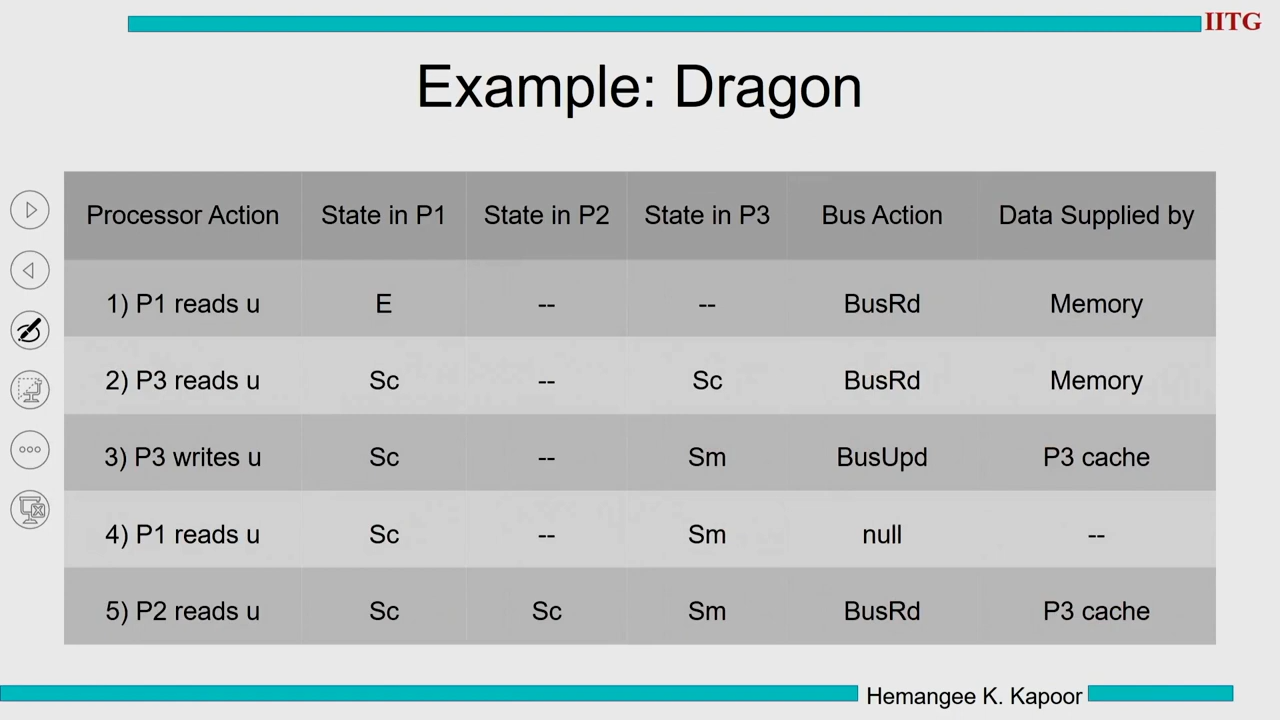 IITG
Example: Dragon
Processor Action State in P1 State in P2 State in P3 Bus Action Data Supplied by
1) P1 reads u E -- -- BusRd Memory
2) P3 reads u Sc -- Sc BusRd Memory
3) P3 writes u Sc -- Sm BusUpd P3 cache
4) P1 reads u Sc -- Sm null --
5) P2 reads u Sc Sc Sm BusRd P3 cache
Hemangee K. Kapoor